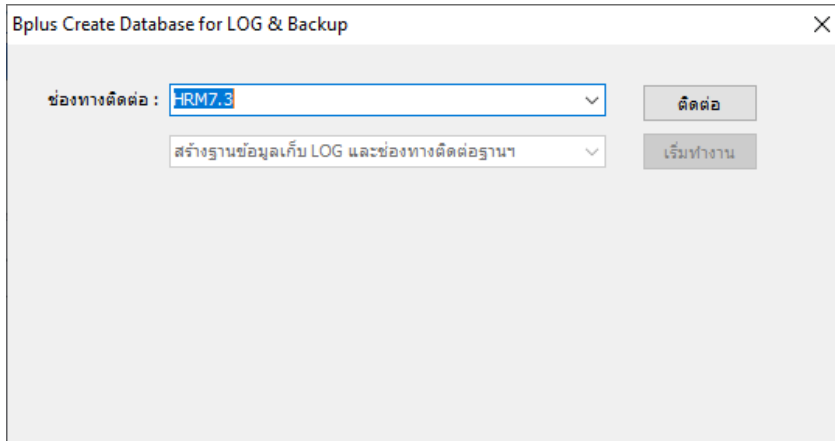 Bplus Create Database for LOG & Backup
ช่องทางติดต่อ : HRM7.3 ติดต่อ
สร้างฐานข้อมูลเก็บ LOG และช่องทางติดต่อฐานฯ เริ่มทำงาน